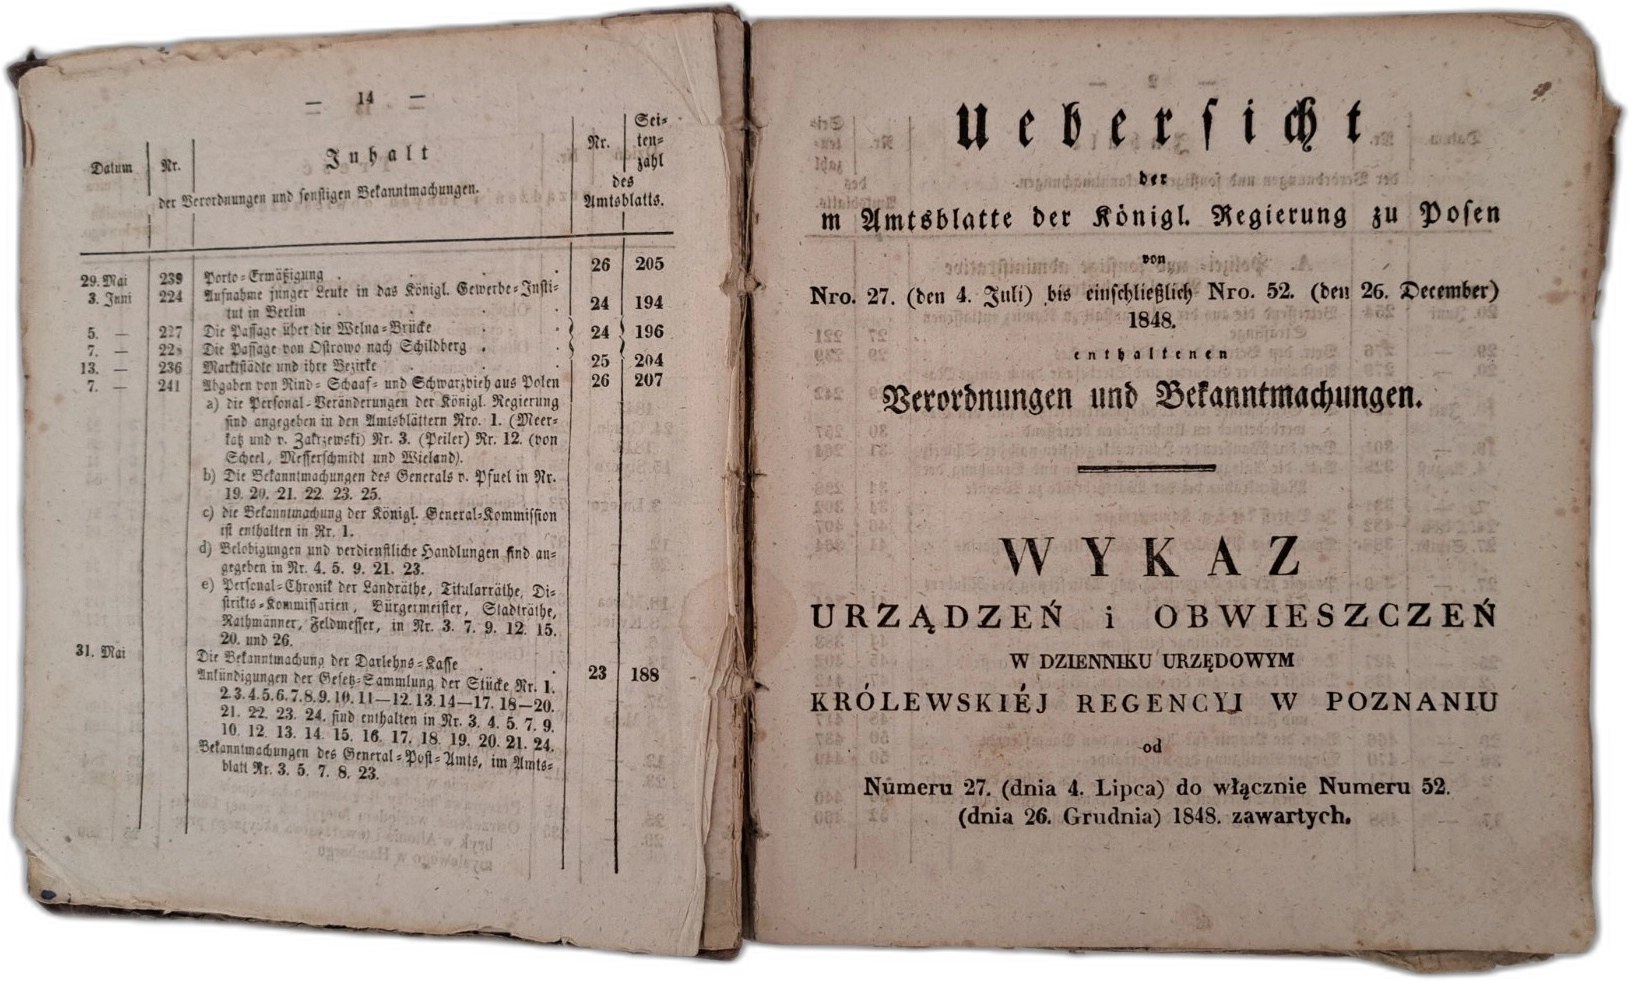 — 14 —
Datum Nr. Inhalt Nr. Sei-
ten-
zahl
der Verordnungen und sonstigen Bekanntmachungen. des
Amtsblatts.
29. Mai 239 Porto-Ermäßigung . . . . 26 205
3. Juni 224 Aufnahme junger Leute in das Königl. Gewerbe-Insti-
tut in Berlin . . . . 24 194
5. — 227 Die Passage über die Welna-Brücke . . } 24 } 196
7. — 228 Die Passage von Ostrowo nach Schildberg . .
13. — 236 Marktstädte und ihre Bezirke . . . 25 204
7. — 241 Abgaben von Rind- Schaaf- und Schwarzvieh aus Polen 26 207
a) die Personal-Veränderungen der Königl. Regierung
sind angegeben in den Amtsblättern Nro. 1. (Meer-
katz und v. Zakrzewski) Nr. 3. (Peiler) Nr. 12. (von
Scheel, Messerschmidt und Wieland).
b) Die Bekanntmachungen des Generals v. Pfuel in Nr.
19. 20. 21. 22. 23. 25.
c) die Bekanntmachung der Königl. General-Kommission
ist enthalten in Nr. 1.
d) Belobigungen und verdienstliche Handlungen sind an-
gegeben in Nr. 4. 5. 9. 21. 23.
e) Personal-Chronik der Landräthe, Titularräthe, Di-
strikts-Kommissarien, Bürgermeister, Stadträthe,
Rathmänner, Feldmesser, in Nr. 3. 7. 9. 12. 15.
20. und 26.
31. Mai Die Bekanntmachung der Darlehns-Kasse . . 23 188
Ankündigungen der Gesetz-Sammlung der Stücke Nr. 1.
2.3.4.5.6.7.8.9.10.11—12.13.14—17. 18—20.
21. 22. 23. 24. sind enthalten in Nr. 3. 4. 5. 7. 9.
10. 12. 13. 14. 15. 16. 17. 18. 19. 20. 21. 24.
Bekanntmachungen des General-Post-Amts, im Amts-
blatt Nr. 3. 5. 7. 8. 23.
Uebersicht
der
m Amtsblatte der Königl. Regierung zu Posen
von
Nro. 27. (den 4. Juli) bis einschließlich Nro. 52. (den 26. December)
1848.
enthaltenen
Verordnungen und Bekanntmachungen.
WYKAZ
URZĄDZEŃ i OBWIESZCZEŃ
W DZIENNIKU URZĘDOWYM
KRÓLEWSKIÉJ REGENCYI W POZNANIU
od
Numeru 27. (dnia 4. Lipca) do włącznie Numeru 52.
(dnia 26. Grudnia) 1848. zawartych.